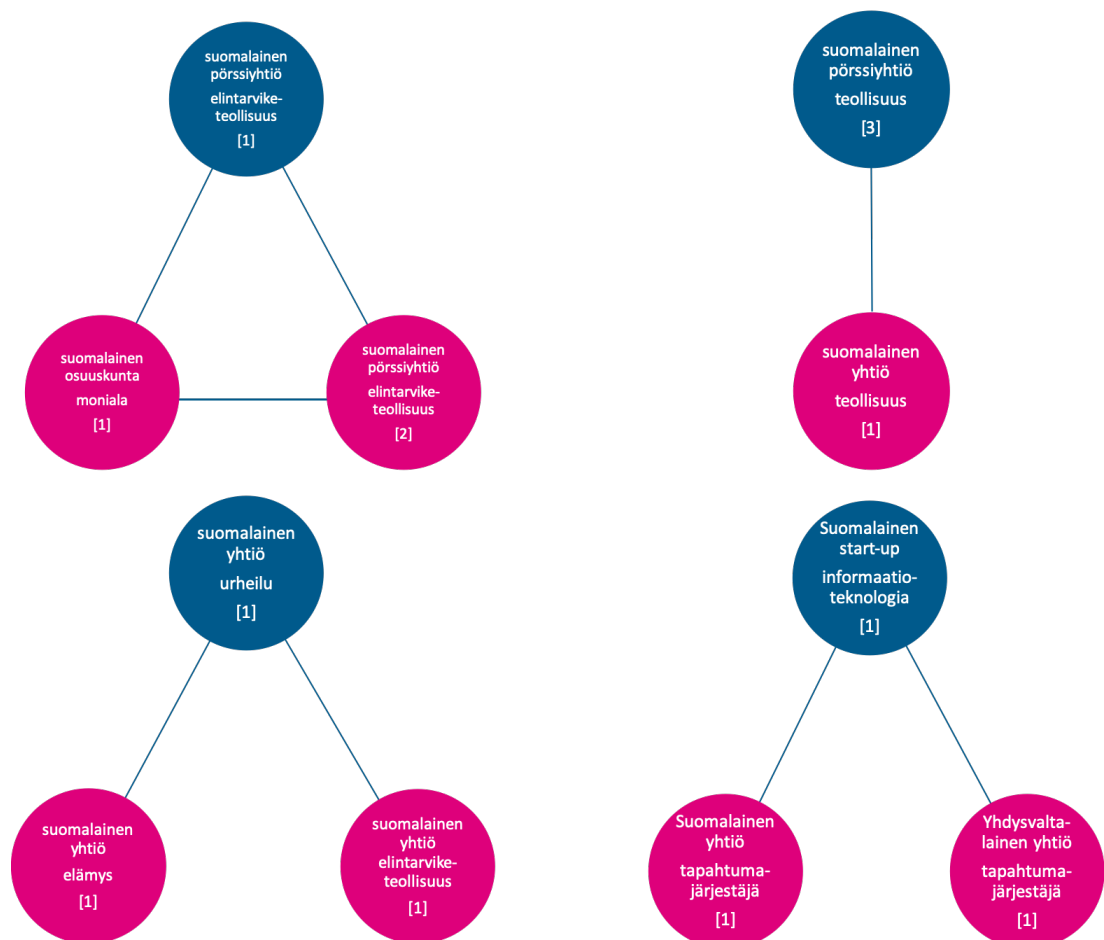 suomalainen
pörssiyhtiö
elintarvike-
teollisuus
[1]
suomalainen
osuuskunta
moniala
[1]
suomalainen
pörssiyhtiö
elintarvike-
teollisuus
[2]
suomalainen
pörssiyhtiö
teollisuus
[3]
suomalainen
yhtiö
teollisuus
[1]
suomalainen
yhtiö
urheilu
[1]
suomalainen
yhtiö
elämys
[1]
suomalainen
yhtiö
elintarvike-
teollisuus
[1]
Suomalainen
start-up
informaatio-
teknologia
[1]
Suomalainen
yhtiö
tapahtuma-
järjestäjä
[1]
Yhdysvalta-
lainen yhtiö
tapahtuma-
järjestäjä
[1]